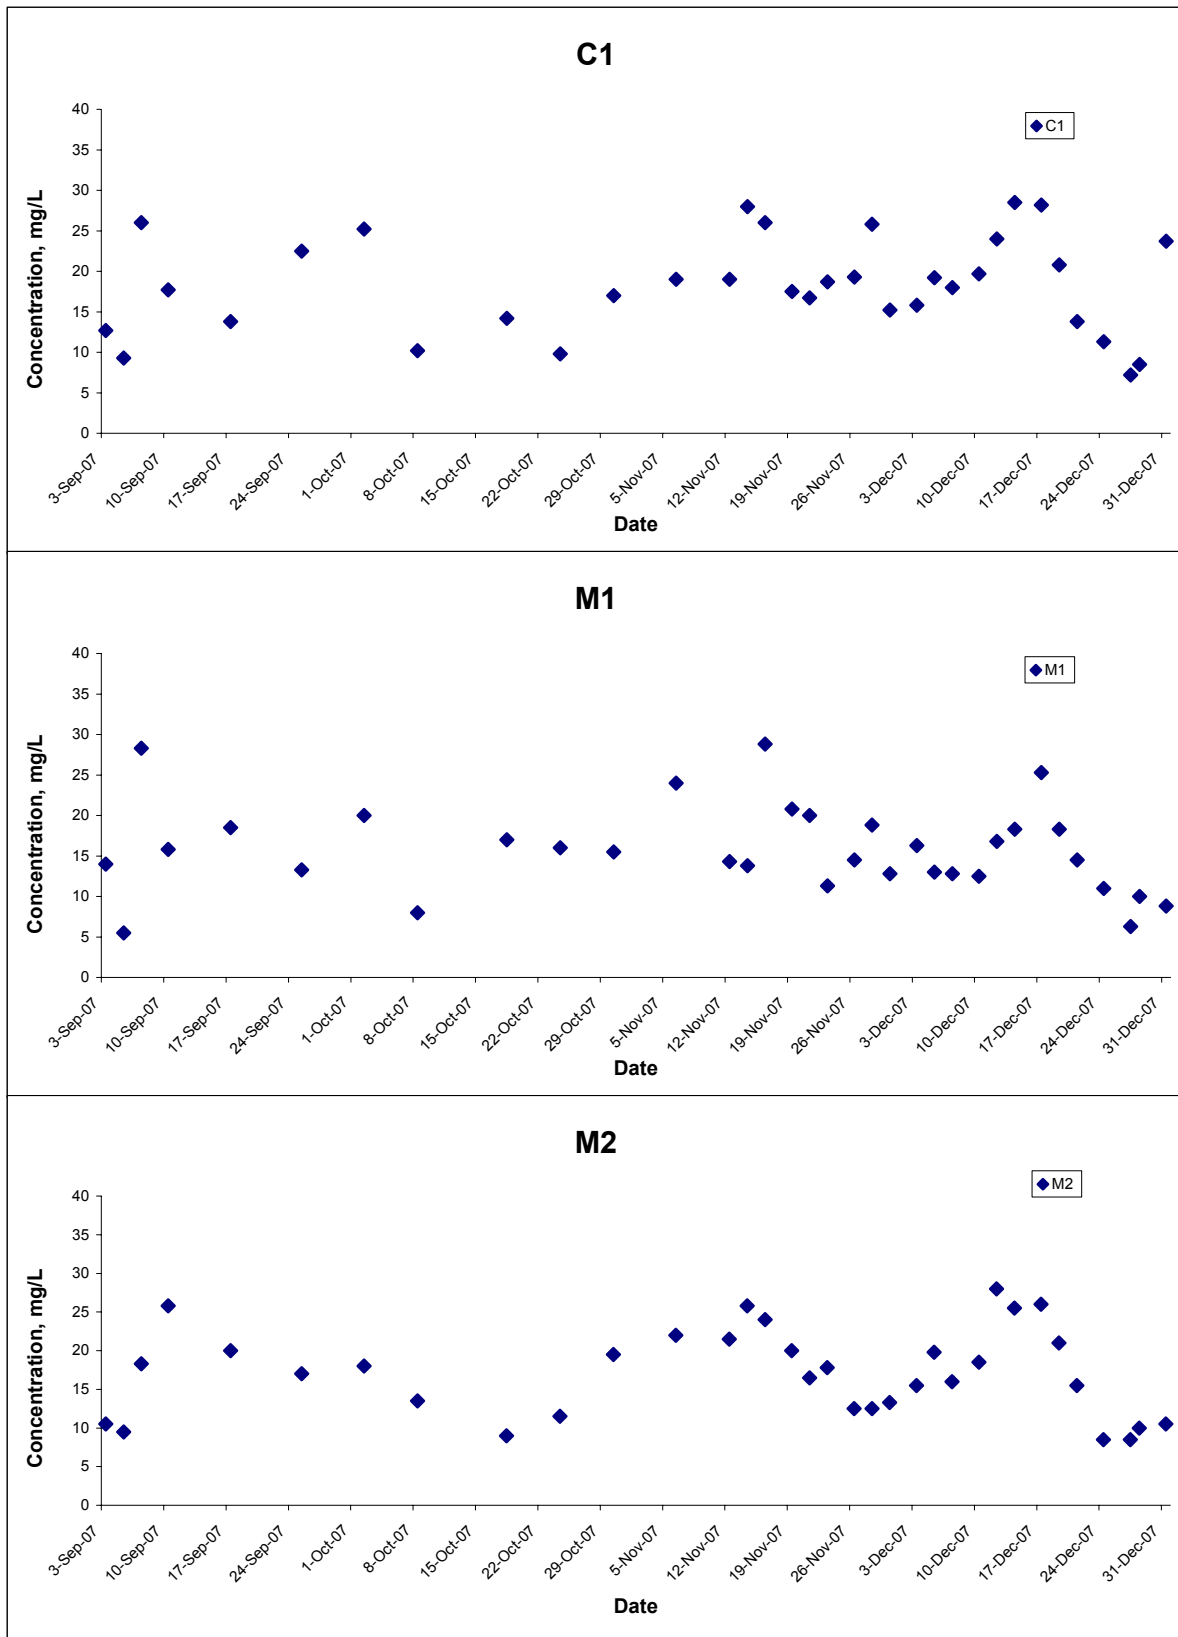 C1
40
35
30
25
20
15
10
5
0
Concentration, mg/L
C1
3-Sep-07
10-Sep-07
17-Sep-07
24-Sep-07
1-Oct-07
8-Oct-07
15-Oct-07
22-Oct-07
29-Oct-07
5-Nov-07
12-Nov-07
19-Nov-07
26-Nov-07
3-Dec-07
10-Dec-07
17-Dec-07
24-Dec-07
31-Dec-07
Date
M1
40
35
30
25
20
15
10
5
0
Concentration, mg/L
M1
3-Sep-07
10-Sep-07
17-Sep-07
24-Sep-07
1-Oct-07
8-Oct-07
15-Oct-07
22-Oct-07
29-Oct-07
5-Nov-07
12-Nov-07
19-Nov-07
26-Nov-07
3-Dec-07
10-Dec-07
17-Dec-07
24-Dec-07
31-Dec-07
Date
M2
40
35
30
25
20
15
10
5
0
Concentration, mg/L
M2
3-Sep-07
10-Sep-07
17-Sep-07
24-Sep-07
1-Oct-07
8-Oct-07
15-Oct-07
22-Oct-07
29-Oct-07
5-Nov-07
12-Nov-07
19-Nov-07
26-Nov-07
3-Dec-07
10-Dec-07
17-Dec-07
24-Dec-07
31-Dec-07
Date